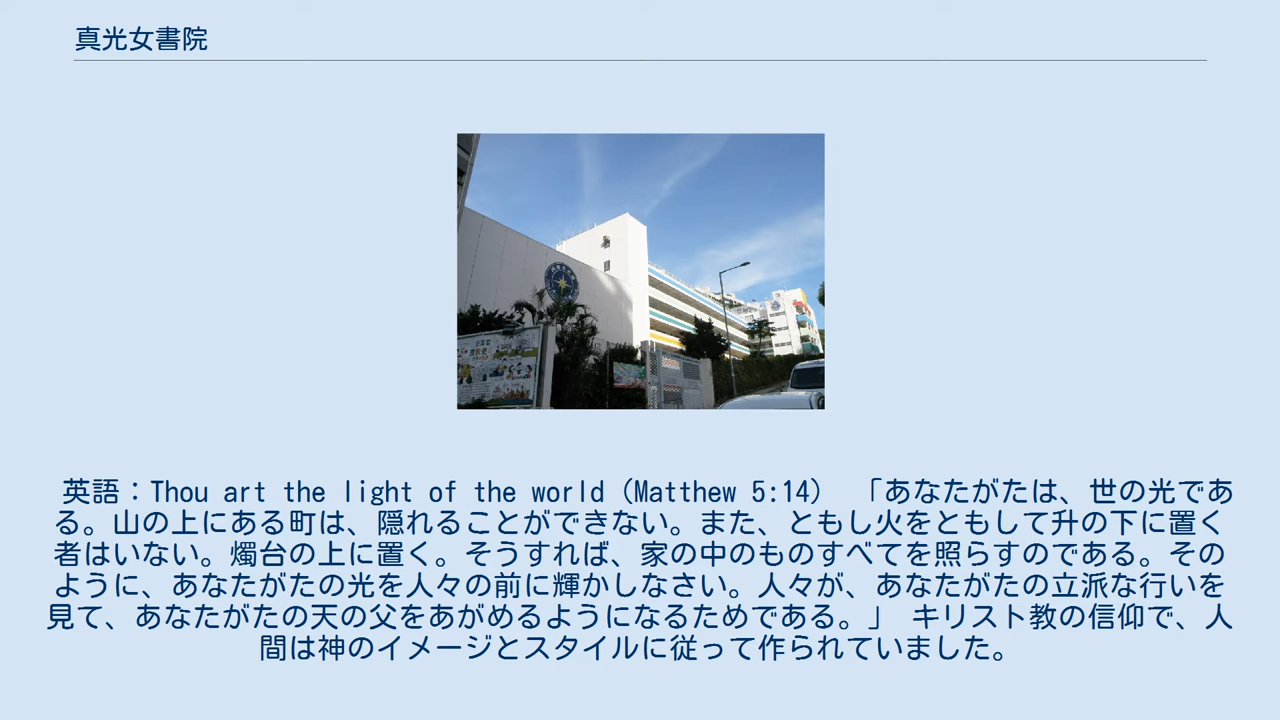 真光女書院
英語：Thou art the light of the world（Matthew 5:14）　「あなたがたは、世の光であ
る。山の上にある町は、隠れることができない。また、ともし火をともして升の下に置く
者はいない。燭台の上に置く。そうすれば、家の中のものすべてを照らすのである。その
ように、あなたがたの光を人々の前に輝かしなさい。人々が、あなたがたの立派な行いを
見て、あなたがたの天の父をあがめるようになるためである。」　キリスト教の信仰で、人
間は神のイメージとスタイルに従って作られていました。